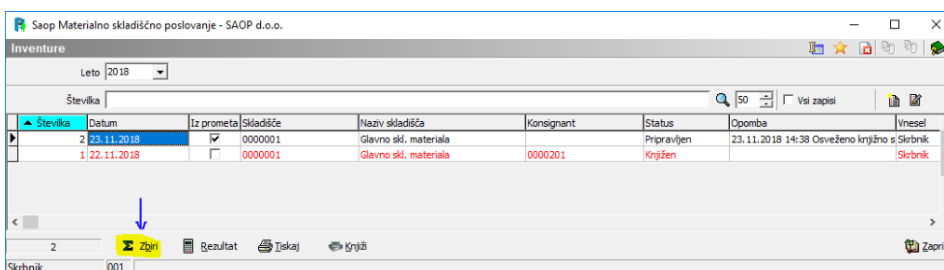 Saop Materialno skladiščno poslovanje - SAOP d.o.o.
Inventure
Leto 2018
Številka 50 Vsi zapisi
Številka Datum Iz prometa Skladišče Naziv skladišča Konsignant Status Opomba Vnesel
2 23.11.2018 0000001 Glavno skl. materiala Pripravljen 23.11.2018 14:38 Osveženo knjižno s Skrbnik
1 22.11.2018 0000001 Glavno skl. materiala 0000201 Knjižen Skrbnik
2 Σ Zbiri Rezultat Tiskaj Knjiži Zapri
Skrbnik 001